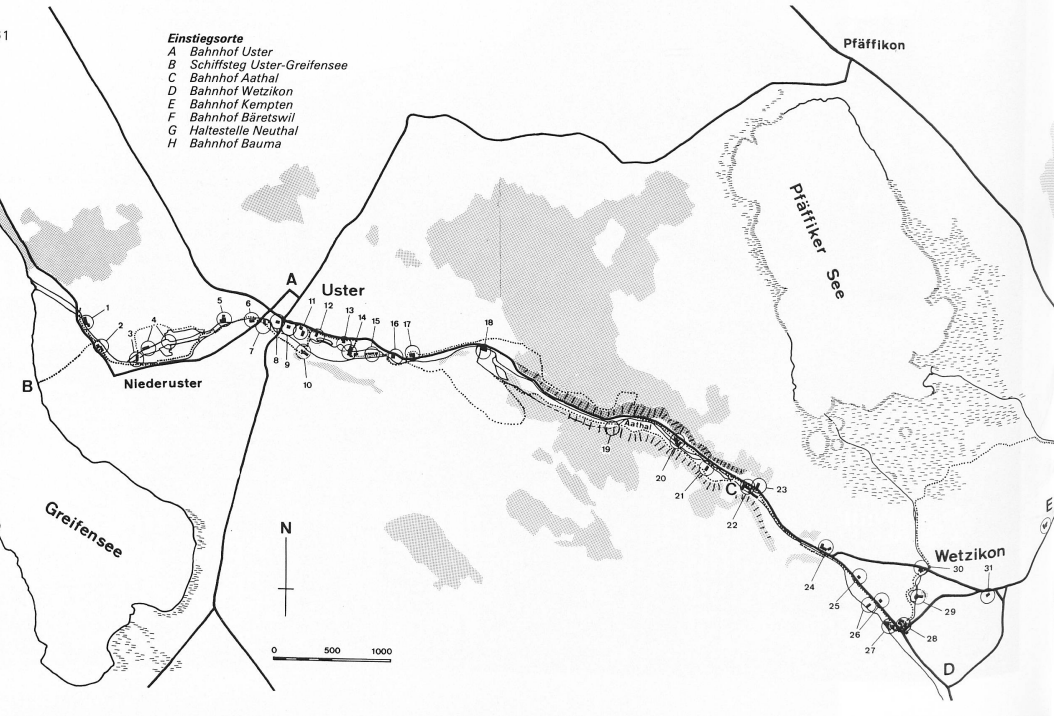 61
Einstiegsorte
A Bahnhof Uster
B Schiffsteg Uster-Greifensee
C Bahnhof Aathal
D Bahnhof Wetzikon
E Bahnhof Kempten
F Bahnhof Bäretswil
G Haltestelle Neuthal
H Bahnhof Bauma
Pfäffikon
Pfäffiker See
A
Uster
1
2
3
4
5
6
7
8
9
10
11
12
13
14
15
16
17
18
B
Niederuster
Aathal
19
20
21
C
22
23
Greifensee
N
0 500 1000
E
Wetzikon
24
25
26
27
28
29
30
31
D